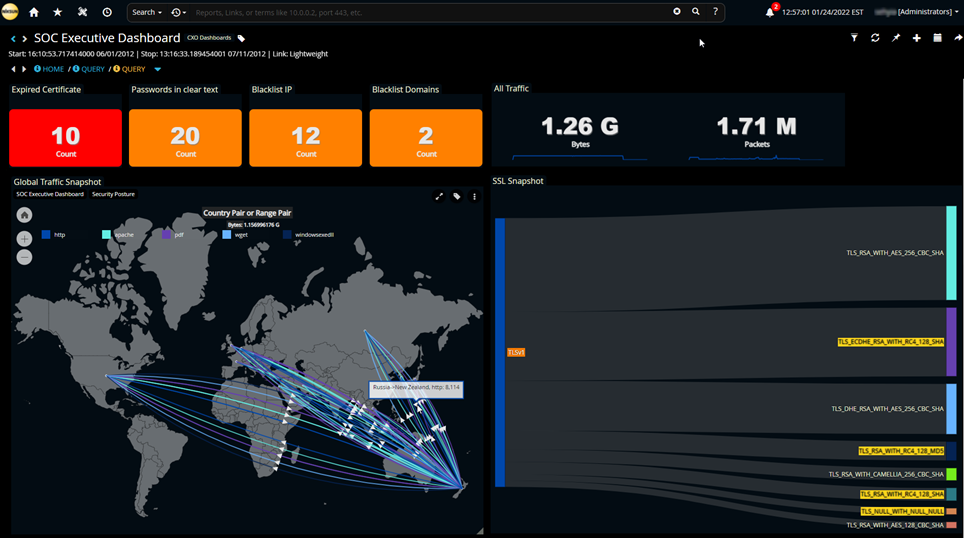 NIKSUN
Search
Reports, Links, or terms like 10.0.0.2, port 443, etc.
?
2
12:57:01 01/24/2022 EST
[Administrators]
SOC Executive Dashboard
CXO Dashboards
Start: 16:10:53.717414000 06/01/2012 | Stop: 13:16:33.189454001 07/11/2012 | Link: Lightweight
HOME / QUERY / QUERY
Expired Certificate
10
Count
Passwords in clear text
20
Count
Blacklist IP
12
Count
Blacklist Domains
2
Count
All Traffic
1.26 G
Bytes
1.71 M
Packets
Global Traffic Snapshot
SOC Executive Dashboard
Security Posture
Country Pair or Range Pair
Bytes: 1.156996176 G
http
apache
pdf
wget
windowsexedll
Russia->New Zealand, http: 8,114
SSL Snapshot
TLSv1
TLS_RSA_WITH_AES_256_CBC_SHA
TLS_ECDHE_RSA_WITH_RC4_128_SHA
TLS_DHE_RSA_WITH_AES_256_CBC_SHA
TLS_RSA_WITH_RC4_128_MD5
TLS_RSA_WITH_CAMELLIA_256_CBC_SHA
TLS_RSA_WITH_RC4_128_SHA
TLS_NULL_WITH_NULL_NULL
TLS_RSA_WITH_AES_128_CBC_SHA